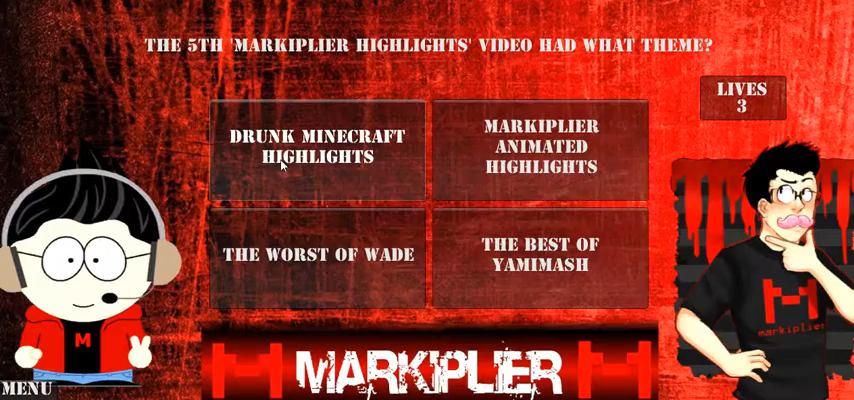 THE 5TH 'MARKIPLIER HIGHLIGHTS' VIDEO HAD WHAT THEME?
LIVES
3
DRUNK MINECRAFT
HIGHLIGHTS
MARKIPLIER
ANIMATED
HIGHLIGHTS
THE WORST OF WADE
THE BEST OF
YAMIMASH
M
M
markiplier
MENU
M MARKIPLIER M